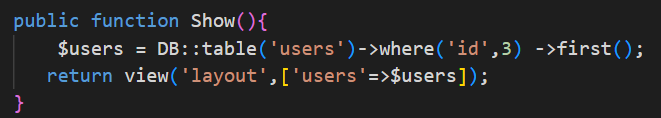 public function Show(){
$users = DB::table('users')->where('id',3) ->first();
return view('layout',['users'=>$users]);
}